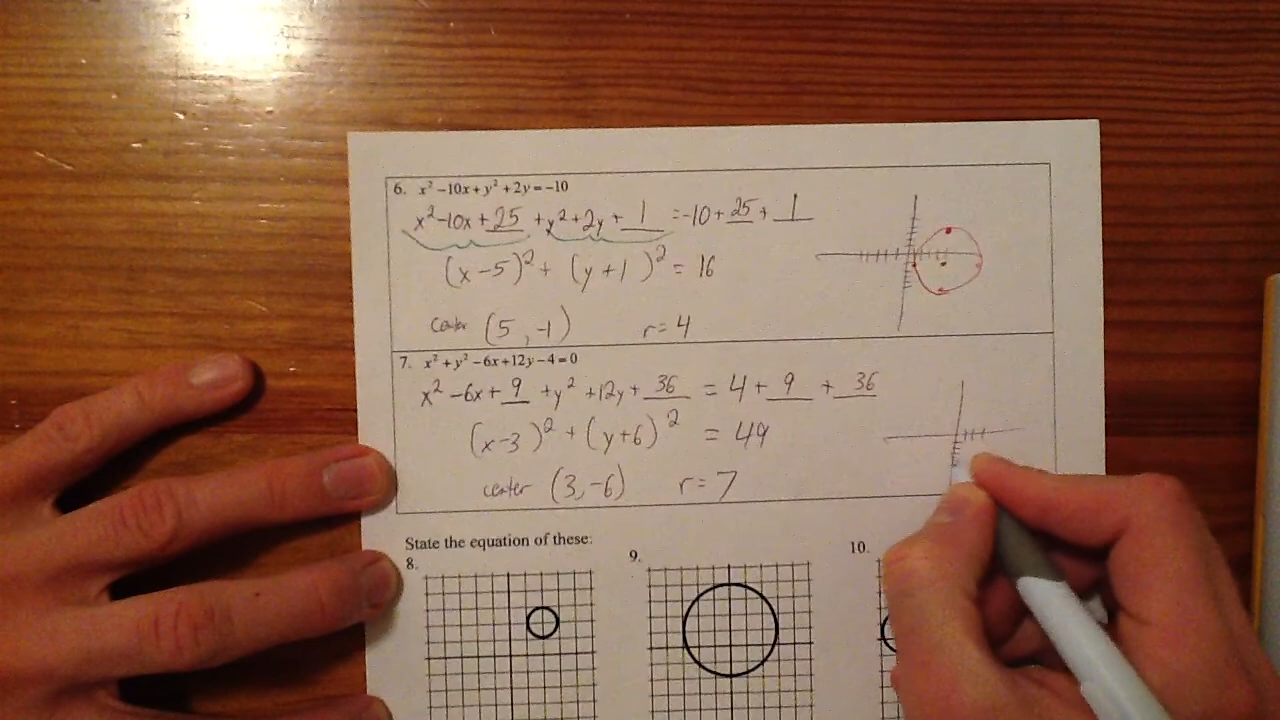 6. x² −10x+y² +2y=−10
x²-10x+25 +y²+2y+1 =-10+25+1
(x-5)²+(y+1)²=16
center (5,-1) r=4
7. x² +y² −6x+12y−4=0
x²-6x+9 +y²+12y+36 =4+9+36
(x-3)²+(y+6)² =49
center (3,-6) r=7
State the equation of these:
8. 9. 10.